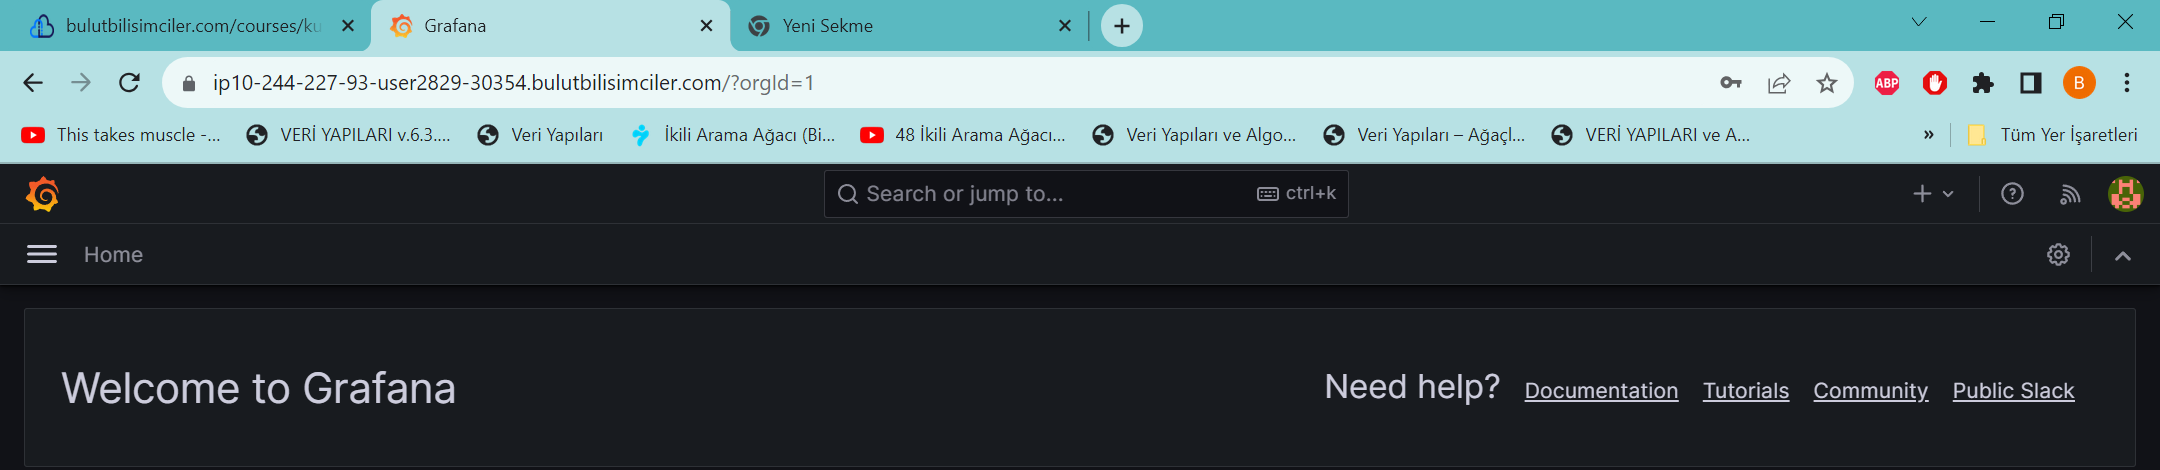 bulutbilisimciler.com/courses/ku
Grafana
Yeni Sekme
ip10-244-227-93-user2829-30354.bulutbilisimciler.com/?orgId=1
ABP
B
This takes muscle -...
VERİ YAPILARI v.6.3....
Veri Yapıları
İkili Arama Ağacı (Bi...
48 İkili Arama Ağacı...
Veri Yapıları ve Algo...
Veri Yapıları – Ağaçl...
VERİ YAPILARI ve A...
»
Tüm Yer İşaretleri
Search or jump to...
ctrl+k
Home
Welcome to Grafana
Need help? Documentation Tutorials Community Public Slack